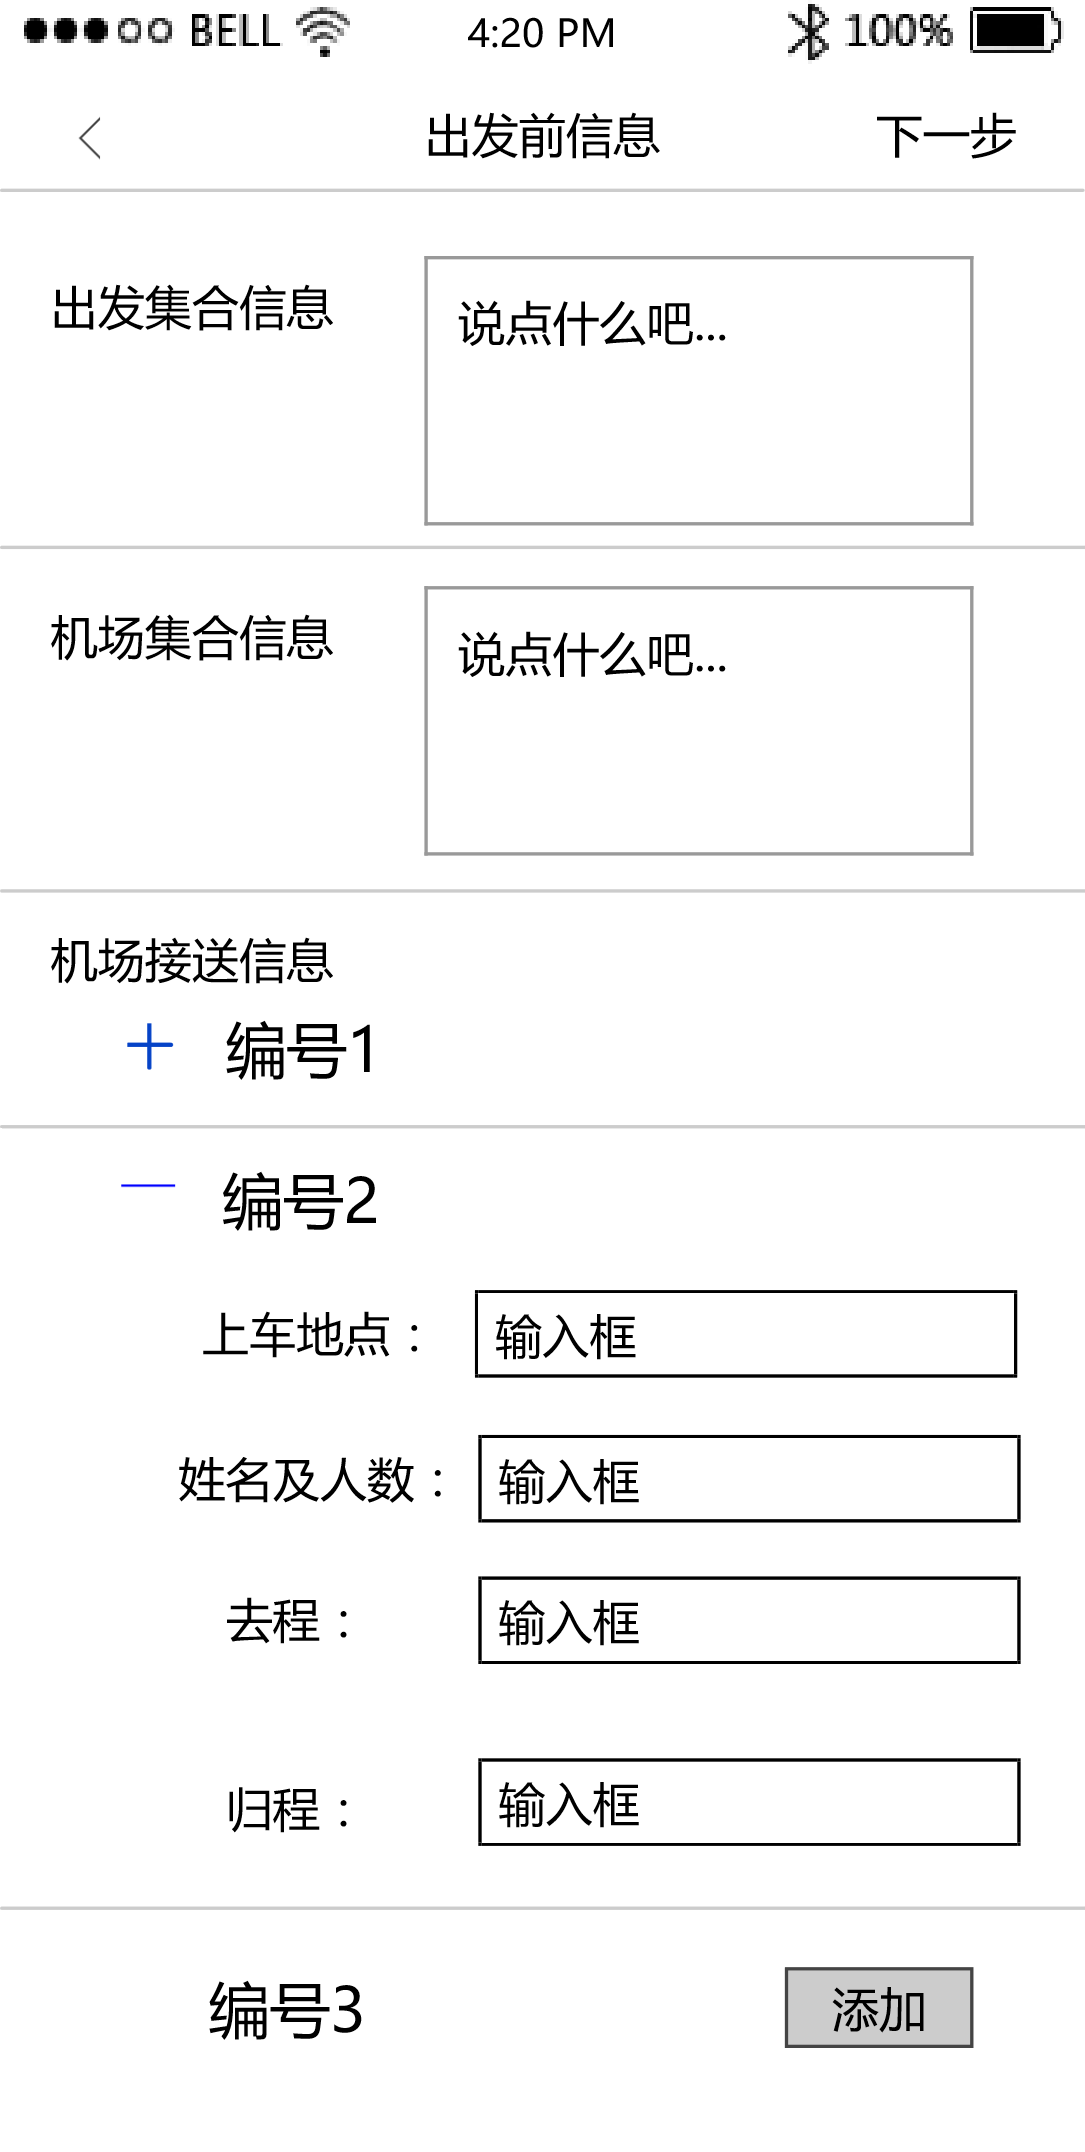 BELL 4:20 PM 100%
出发前信息 下一步
出发集合信息
说点什么吧...
机场集合信息
说点什么吧...
机场接送信息
编号1
编号2
上车地点： 输入框
姓名及人数： 输入框
去程： 输入框
归程： 输入框
编号3 添加